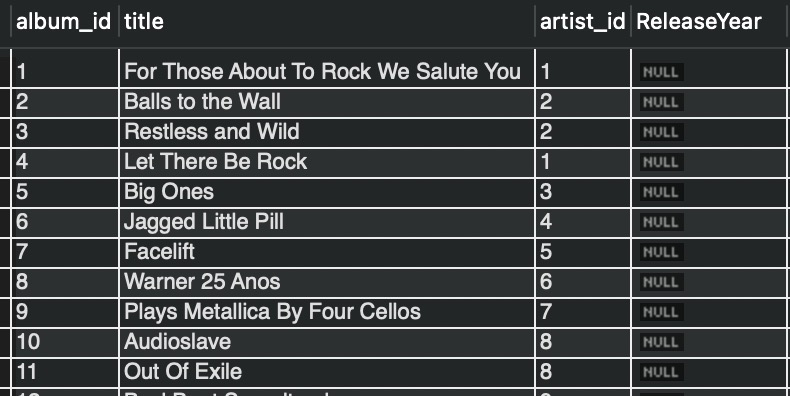 album_id title artist_id ReleaseYear
1 For Those About To Rock We Salute You 1 NULL
2 Balls to the Wall 2 NULL
3 Restless and Wild 2 NULL
4 Let There Be Rock 1 NULL
5 Big Ones 3 NULL
6 Jagged Little Pill 4 NULL
7 Facelift 5 NULL
8 Warner 25 Anos 6 NULL
9 Plays Metallica By Four Cellos 7 NULL
10 Audioslave 8 NULL
11 Out Of Exile 8 NULL